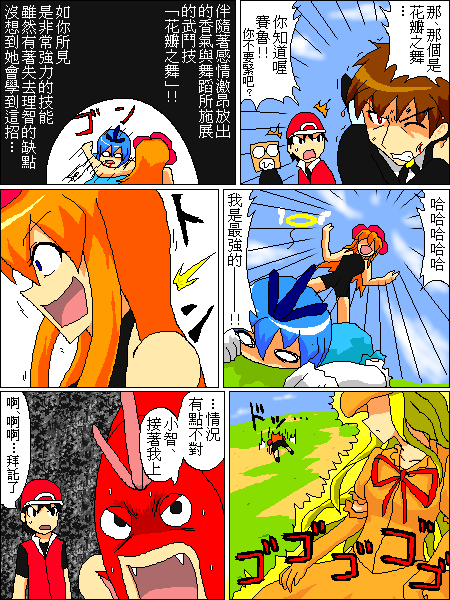 那、那個是
花瓣之舞
…
你知道喔
賽魯!!
你不要緊吧?
伴隨著感情激昂放出
的香氣與舞蹈所施展
的武鬥技
「花瓣之舞」!!
ゴン
如你所見
是非常強力的技能
雖然有著失去理智的缺點
沒想到她會學到這招…
哈哈哈哈哈
我是最強的——!!
ドン
ドドッ
ゴゴゴゴゴ
…情況
有點不對
小智、
接著我上
啊、啊啊…拜託了